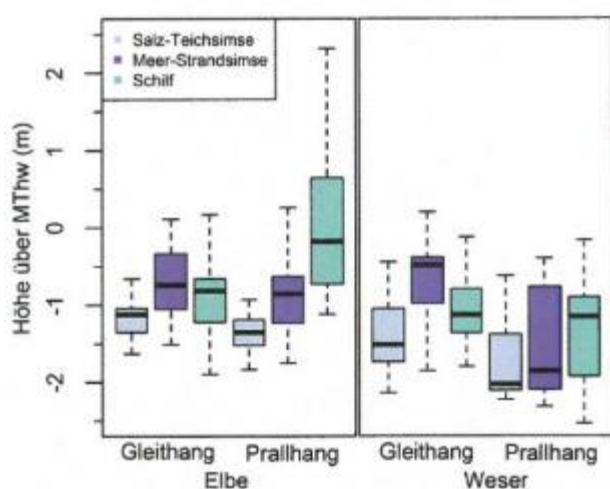 Salz-Teichsimse
Meer-Strandsimse
Schilf
Höhe über MThw (m)
2
1
0
-1
-2
Gleithang Prallhang Gleithang Prallhang
Elbe Weser